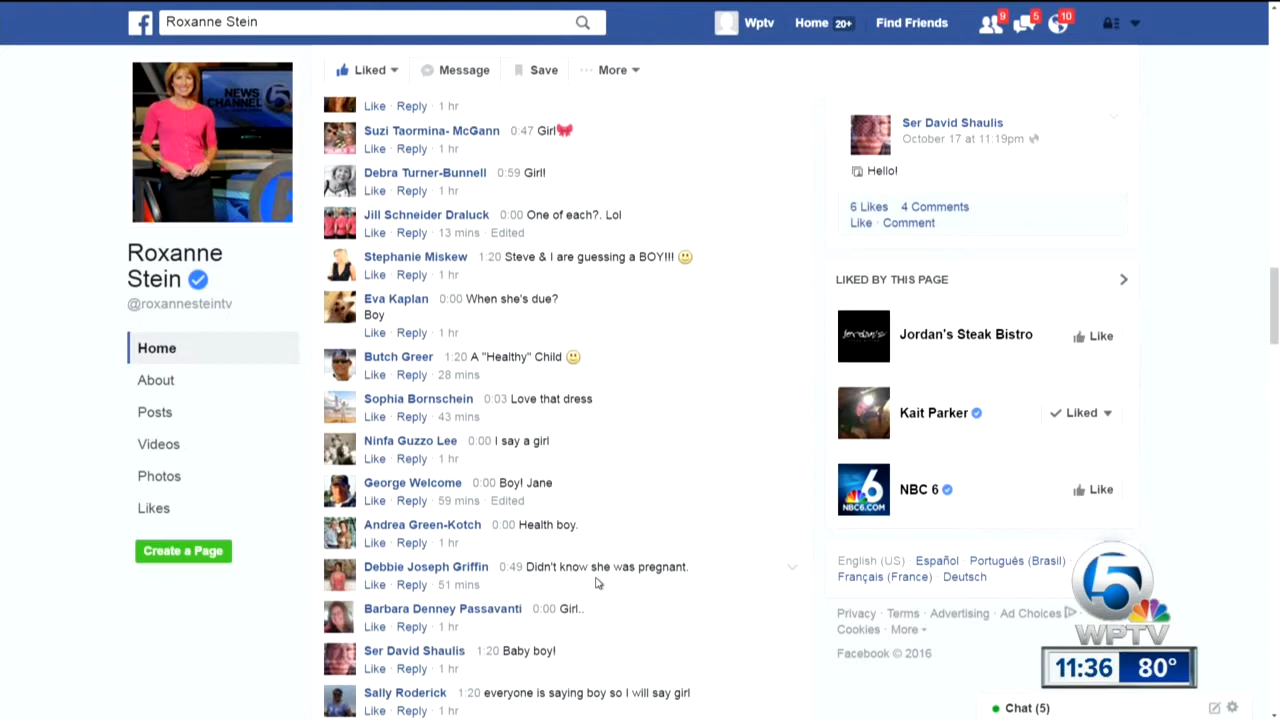 Roxanne Stein
Wptv
Home 20+
Find Friends
9
5
10
Liked
Message
Save
More
NEWS
CHANNEL 5
Roxanne
Stein
@roxannesteintv
Home
About
Posts
Videos
Photos
Likes
Create a Page
Like · Reply · 1 hr
Suzi Taormina- McGann 0:47 Girl🎀
Like · Reply · 1 hr
Debra Turner-Bunnell 0:59 Girl!
Like · Reply · 1 hr
Jill Schneider Draluck 0:00 One of each?. Lol
Like · Reply · 13 mins · Edited
Stephanie Miskew 1:20 Steve & I are guessing a BOY!!! 🙂
Like · Reply · 1 hr
Eva Kaplan 0:00 When she's due?
Boy
Like · Reply · 1 hr
Butch Greer 1:20 A "Healthy" Child 🙂
Like · Reply · 28 mins
Sophia Bornschein 0:03 Love that dress
Like · Reply · 43 mins
Ninfa Guzzo Lee 0:00 I say a girl
Like · Reply · 1 hr
George Welcome 0:00 Boy! Jane
Like · Reply · 59 mins · Edited
Andrea Green-Kotch 0:00 Health boy.
Like · Reply · 1 hr
Debbie Joseph Griffin 0:49 Didn't know she was pregnant.
Like · Reply · 51 mins
Barbara Denney Passavanti 0:00 Girl..
Like · Reply · 1 hr
Ser David Shaulis 1:20 Baby boy!
Like · Reply · 1 hr
Sally Roderick 1:20 everyone is saying boy so I will say girl
Like · Reply · 1 hr
Ser David Shaulis
October 17 at 11:19pm
Hello!
6 Likes 4 Comments
Like · Comment
LIKED BY THIS PAGE
Jordan's
Jordan's Steak Bistro
Like
Kait Parker
Liked
6
NBC6.COM
NBC 6
Like
English (US) · Español · Português (Brasil) ·
Français (France) · Deutsch
Privacy · Terms · Advertising · Ad Choices ·
Cookies · More
Facebook © 2016
5
WPTV
11:36 80°
Chat (5)